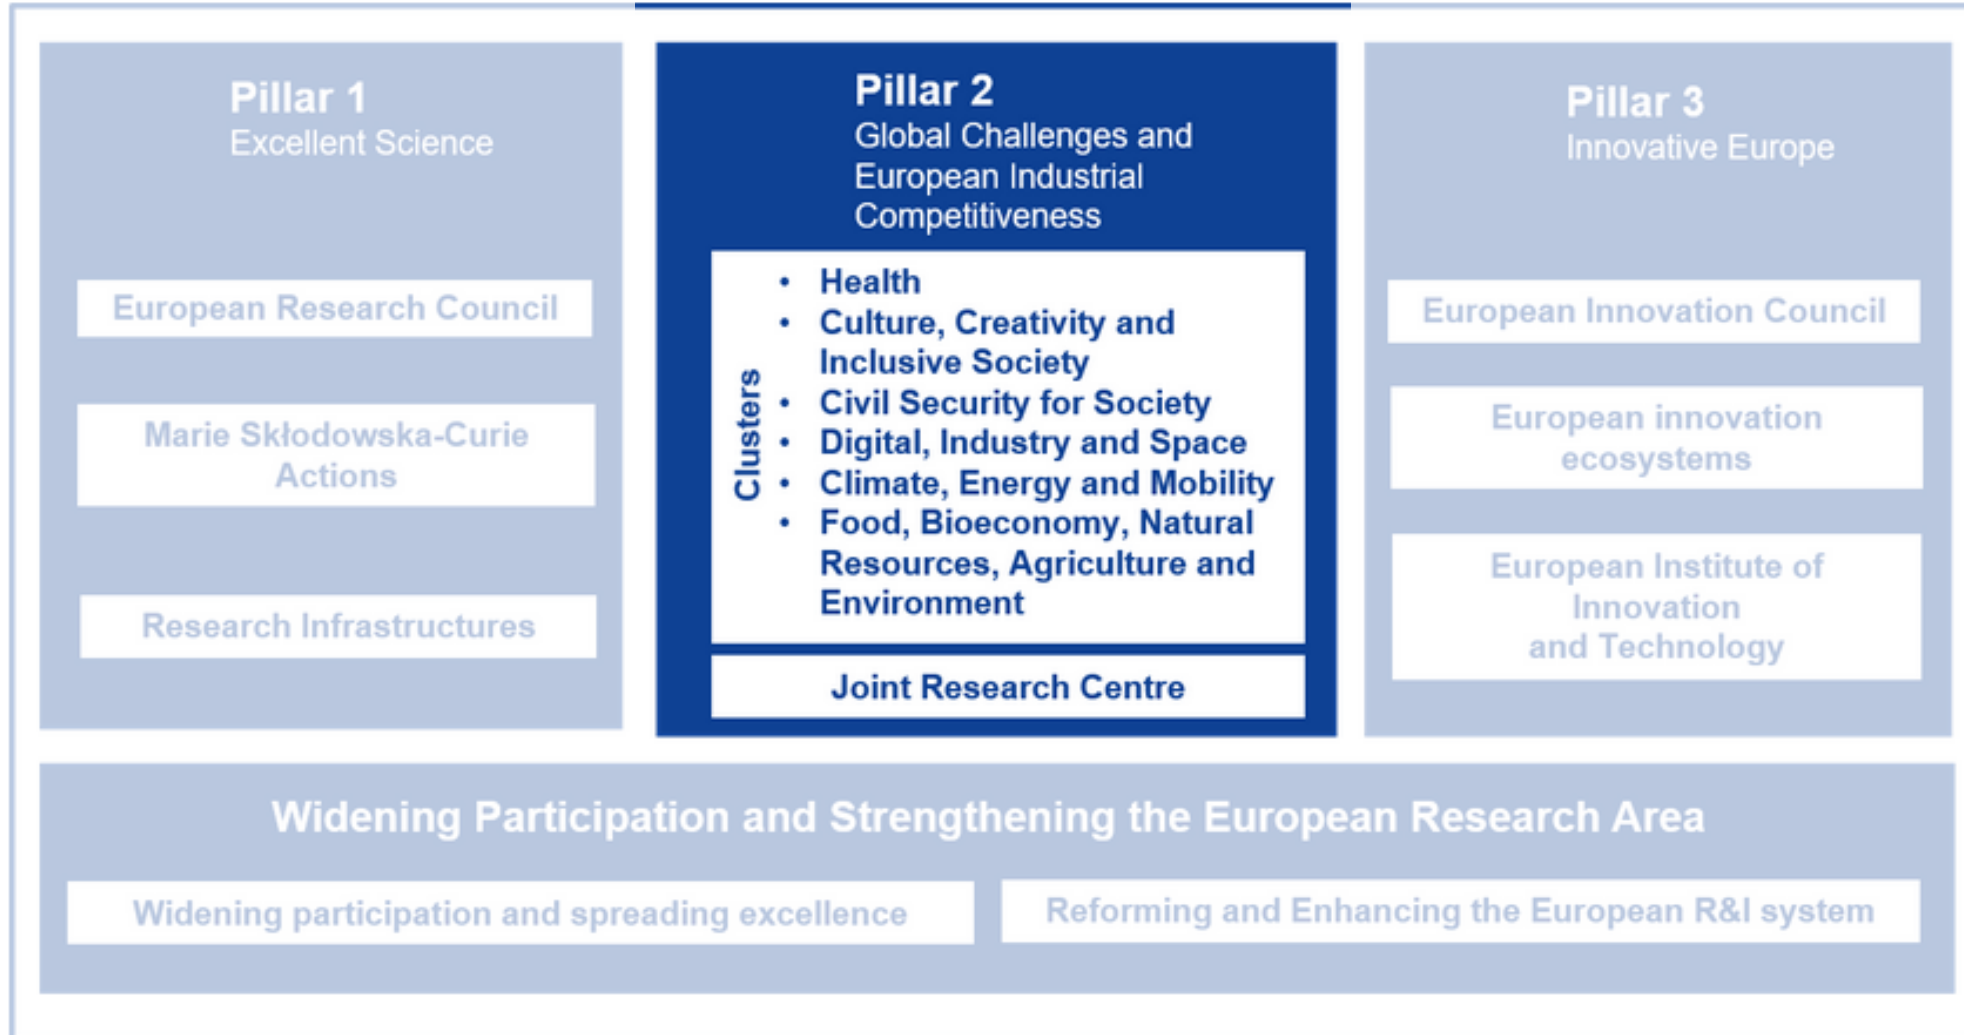 Pillar 1
Excellent Science
European Research Council
Marie Skłodowska-Curie
Actions
Research Infrastructures
Pillar 2
Global Challenges and
European Industrial
Competitiveness
Clusters
• Health
• Culture, Creativity and
Inclusive Society
• Civil Security for Society
• Digital, Industry and Space
• Climate, Energy and Mobility
• Food, Bioeconomy, Natural
Resources, Agriculture and
Environment
Joint Research Centre
Pillar 3
Innovative Europe
European Innovation Council
European innovation
ecosystems
European Institute of
Innovation
and Technology
Widening Participation and Strengthening the European Research Area
Widening participation and spreading excellence
Reforming and Enhancing the European R&I system